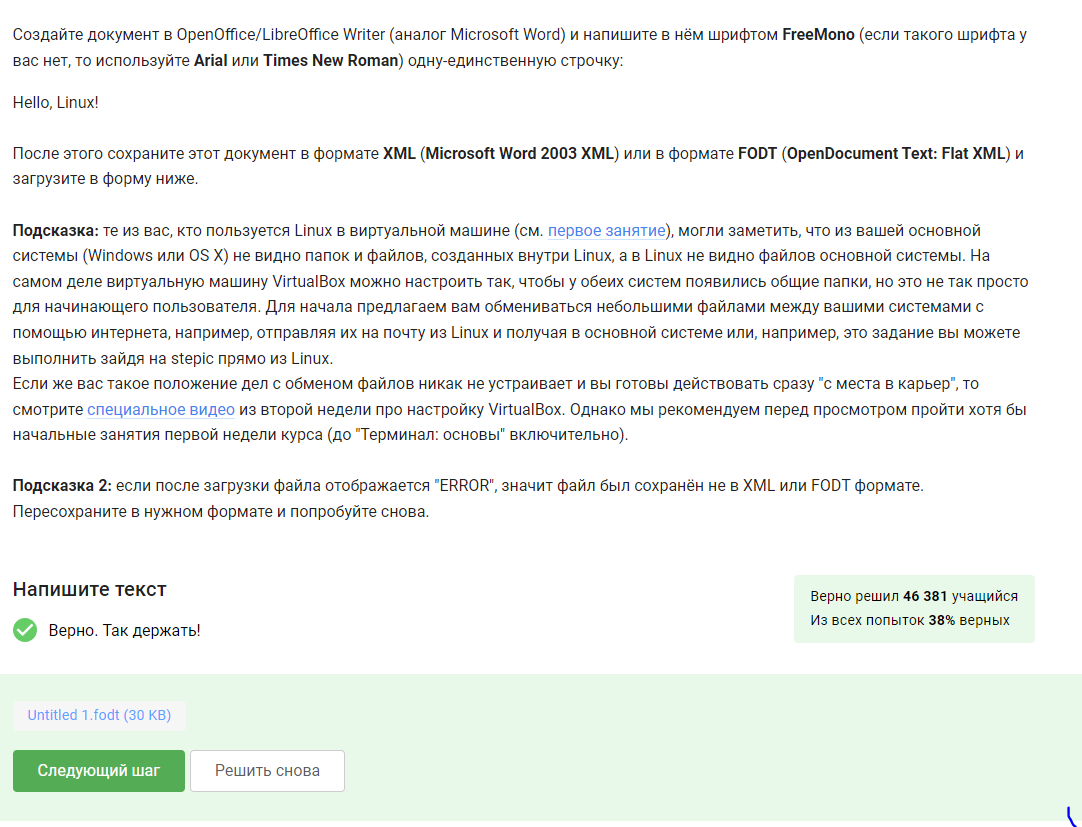 Создайте документ в OpenOffice/LibreOffice Writer (аналог Microsoft Word) и напишите в нём шрифтом FreeMono (если такого шрифта у
вас нет, то используйте Arial или Times New Roman) одну-единственную строчку:
Hello, Linux!
После этого сохраните этот документ в формате XML (Microsoft Word 2003 XML) или в формате FODT (OpenDocument Text: Flat XML) и
загрузите в форму ниже.
Подсказка: те из вас, кто пользуется Linux в виртуальной машине (см. первое занятие), могли заметить, что из вашей основной
системы (Windows или OS X) не видно папок и файлов, созданных внутри Linux, а в Linux не видно файлов основной системы. На
самом деле виртуальную машину VirtualBox можно настроить так, чтобы у обеих систем появились общие папки, но это не так просто
для начинающего пользователя. Для начала предлагаем вам обмениваться небольшими файлами между вашими системами с
помощью интернета, например, отправляя их на почту из Linux и получая в основной системе или, например, это задание вы можете
выполнить зайдя на stepic прямо из Linux.
Если же вас такое положение дел с обменом файлов никак не устраивает и вы готовы действовать сразу "с места в карьер", то
смотрите специальное видео из второй недели про настройку VirtualBox. Однако мы рекомендуем перед просмотром пройти хотя бы
начальные занятия первой недели курса (до "Терминал: основы" включительно).
Подсказка 2: если после загрузки файла отображается "ERROR", значит файл был сохранён не в XML или FODT формате.
Пересохраните в нужном формате и попробуйте снова.
Напишите текст
Верно. Так держать!
Верно решил 46 381 учащийся
Из всех попыток 38% верных
Untitled 1.fodt (30 KB)
Следующий шаг
Решить снова